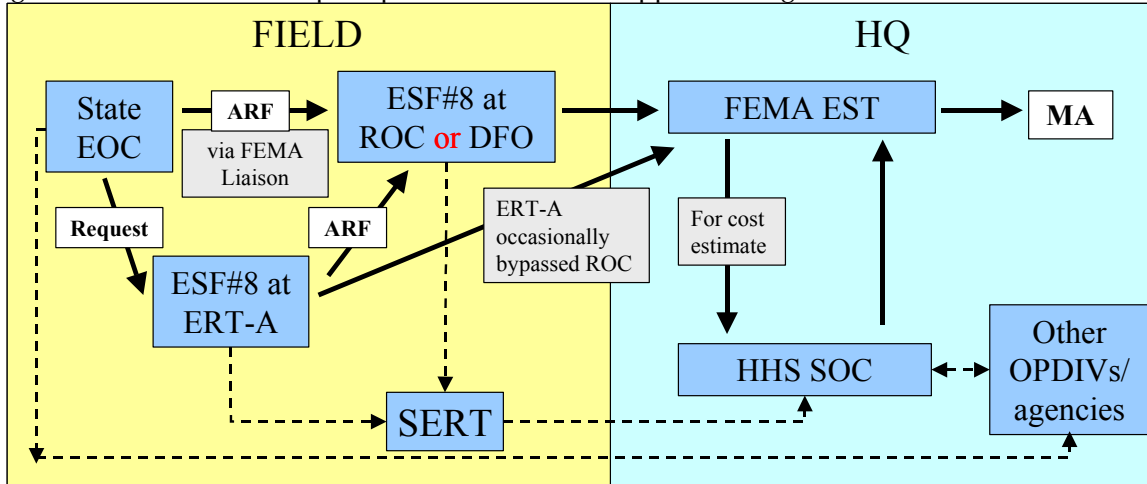 FIELD
HQ
State
EOC
ARF
via FEMA
Liaison
ESF#8 at
ROC or DFO
FEMA EST
MA
Request
ARF
ERT-A
occasionally
bypassed ROC
For cost
estimate
ESF#8 at
ERT-A
SERT
HHS SOC
Other
OPDIVs/
agencies